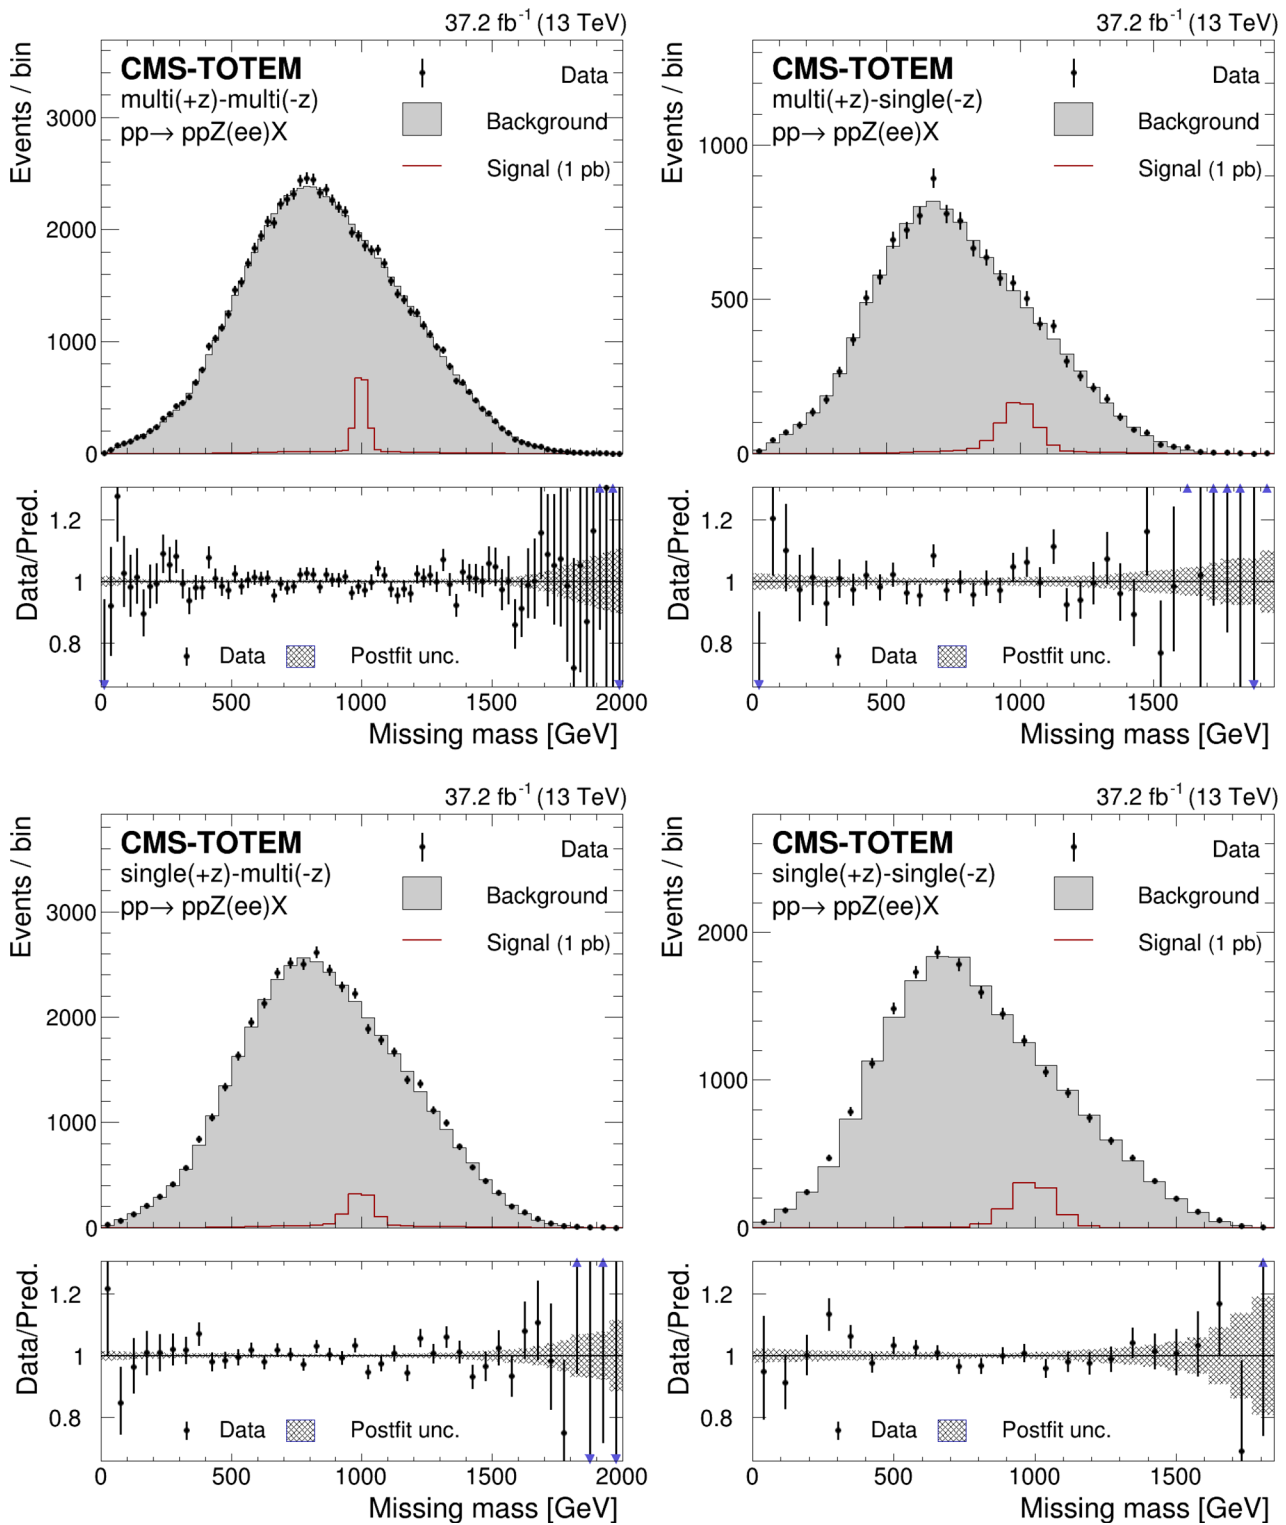 37.2 fb⁻¹ (13 TeV)
Events / bin
CMS-TOTEM
multi(+z)-multi(-z)
pp→ ppZ(ee)X
Data
Background
Signal (1 pb)
3000
2000
1000
0
Data/Pred.
1.2
1
0.8
Data
Postfit unc.
0 500 1000 1500 2000
Missing mass [GeV]
37.2 fb⁻¹ (13 TeV)
Events / bin
CMS-TOTEM
multi(+z)-single(-z)
pp→ ppZ(ee)X
Data
Background
Signal (1 pb)
1000
500
0
Data/Pred.
1.2
1
0.8
Data
Postfit unc.
0 500 1000 1500
Missing mass [GeV]
37.2 fb⁻¹ (13 TeV)
Events / bin
CMS-TOTEM
single(+z)-multi(-z)
pp→ ppZ(ee)X
Data
Background
Signal (1 pb)
3000
2000
1000
0
Data/Pred.
1.2
1
0.8
Data
Postfit unc.
0 500 1000 1500 2000
Missing mass [GeV]
37.2 fb⁻¹ (13 TeV)
Events / bin
CMS-TOTEM
single(+z)-single(-z)
pp→ ppZ(ee)X
Data
Background
Signal (1 pb)
2000
1000
0
Data/Pred.
1.2
1
0.8
Data
Postfit unc.
0 500 1000 1500
Missing mass [GeV]